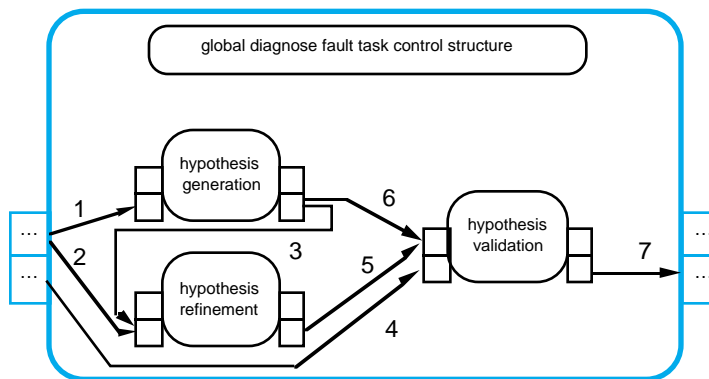 global diagnose fault task control structure
hypothesis
generation
1
6
hypothesis
validation
...
...
2
3
5
7
...
...
hypothesis
refinement
4